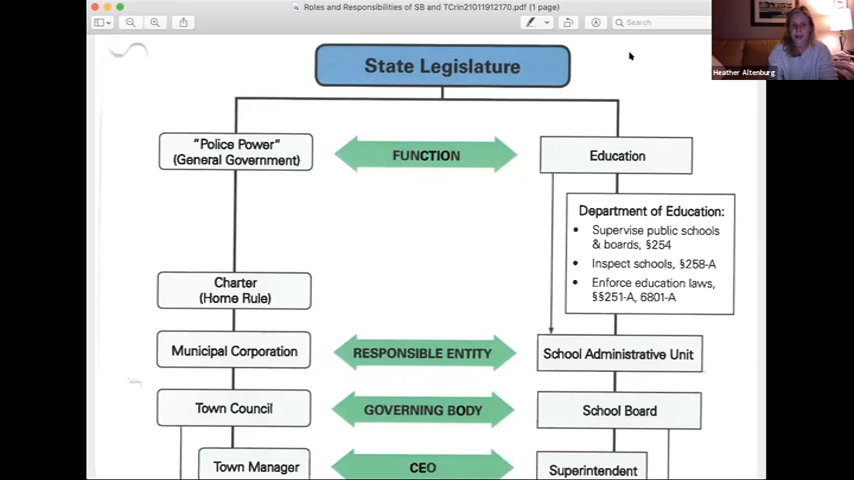 Roles and Responsibilities of SB and TCrin21011912170.pdf (1 page)
Search
Heather Altenburg
State Legislature
"Police Power"
(General Government)
FUNCTION
Education
Department of Education:
• Supervise public schools
& boards, §254
• Inspect schools, §258-A
• Enforce education laws,
§§251-A, 6801-A
Charter
(Home Rule)
Municipal Corporation
RESPONSIBLE ENTITY
School Administrative Unit
Town Council
GOVERNING BODY
School Board
Town Manager
CEO
Superintendent